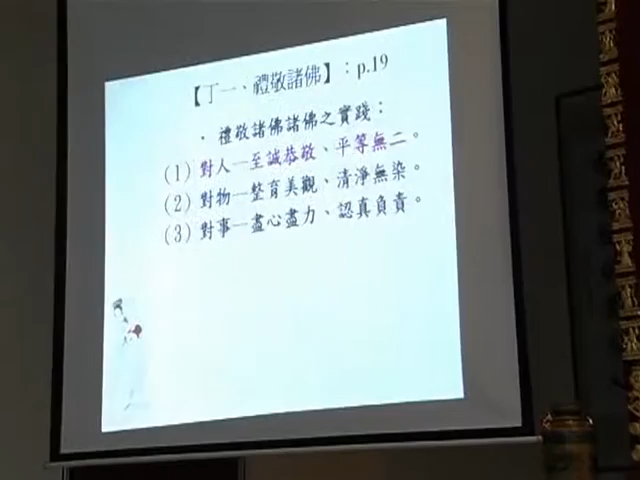 【丁一、禮敬諸佛】：p.19
· 禮敬諸佛諸佛之實踐：
(1) 對人─至誠恭敬、平等無二。
(2) 對物─整育美觀、清淨無染。
(3) 對事─盡心盡力、認真負責。